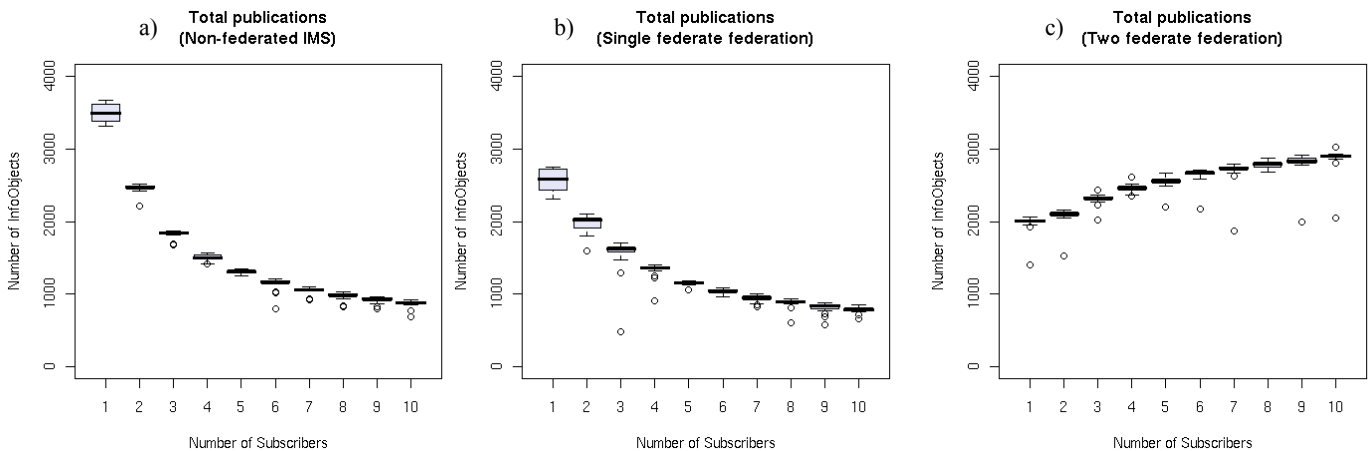 a)
Total publications
(Non-federated IMS)
Number of InfoObjects
4000
3000
2000
1000
0
1 2 3 4 5 6 7 8 9 10
Number of Subscribers
b)
Total publications
(Single federate federation)
Number of InfoObjects
4000
3000
2000
1000
0
1 2 3 4 5 6 7 8 9 10
Number of Subscribers
c)
Total publications
(Two federate federation)
Number of InfoObjects
4000
3000
2000
1000
0
1 2 3 4 5 6 7 8 9 10
Number of Subscribers